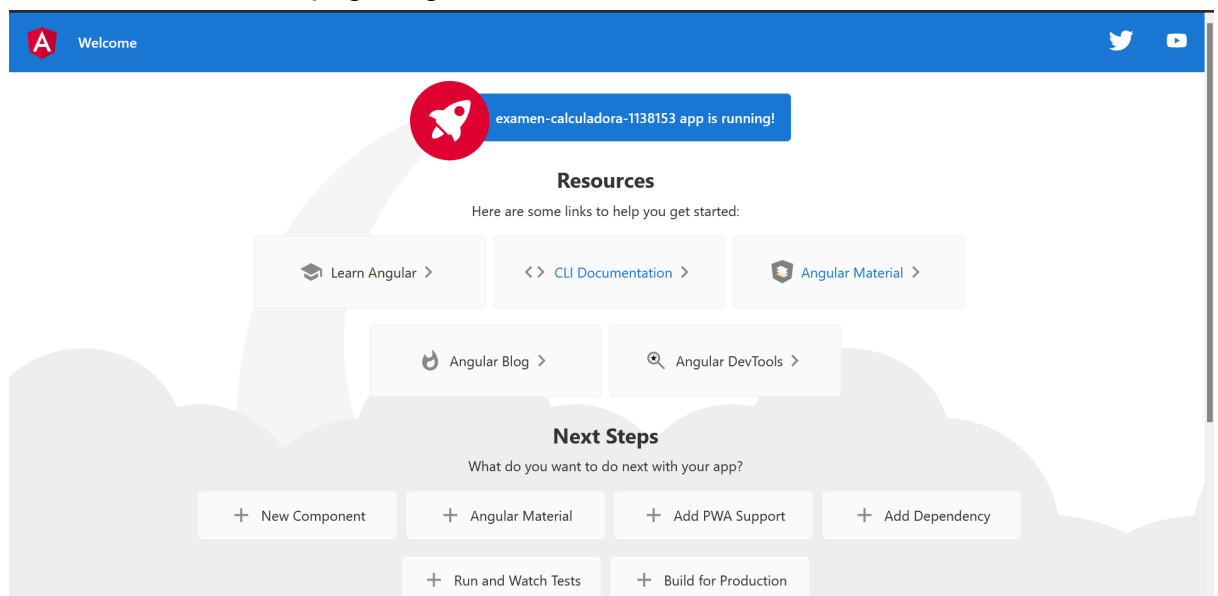 A Welcome
examen-calculadora-1138153 app is running!
Resources
Here are some links to help you get started:
Learn Angular
CLI Documentation
Angular Material
Angular Blog
Angular DevTools
Next Steps
What do you want to do next with your app?
New Component
Angular Material
Add PWA Support
Add Dependency
Run and Watch Tests
Build for Production